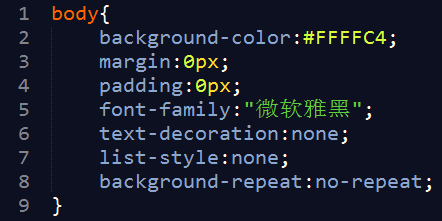 1 body{
2     background-color:#FFFFC4;
3     margin:0px;
4     padding:0px;
5     font-family:"微软雅黑";
6     text-decoration:none;
7     list-style:none;
8     background-repeat:no-repeat;
9 }